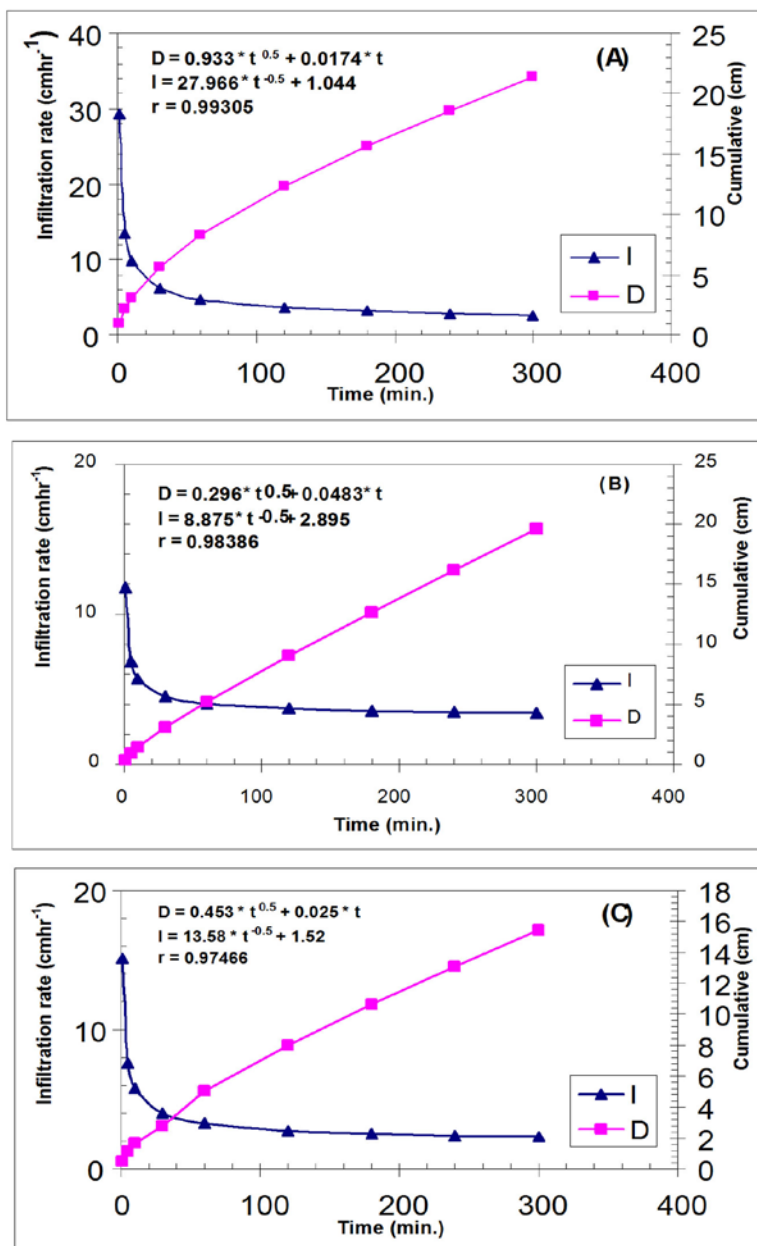 (A)
D = 0.933* t^0.5 + 0.0174* t
I = 27.966* t^-0.5 + 1.044
r = 0.99305
Infiltration rate (cmhr^-1)
40
30
20
10
0
Cumulative (cm)
25
20
15
10
5
0
I
D
0 100 200 300 400
Time (min.)
(B)
D = 0.296* t^0.5 + 0.0483* t
I = 8.875* t^-0.5 + 2.895
r = 0.98386
Infiltration rate (cmhr^-1)
20
10
0
Cumulative (cm)
25
20
15
10
5
0
I
D
0 100 200 300 400
Time (min.)
(C)
D = 0.453* t^0.5 + 0.025* t
I = 13.58* t^-0.5 + 1.52
r = 0.97466
Infiltration rate (cmhr^-1)
20
10
0
Cumulative (cm)
18
16
14
12
10
8
6
4
2
0
I
D
0 100 200 300 400
Time (min.)